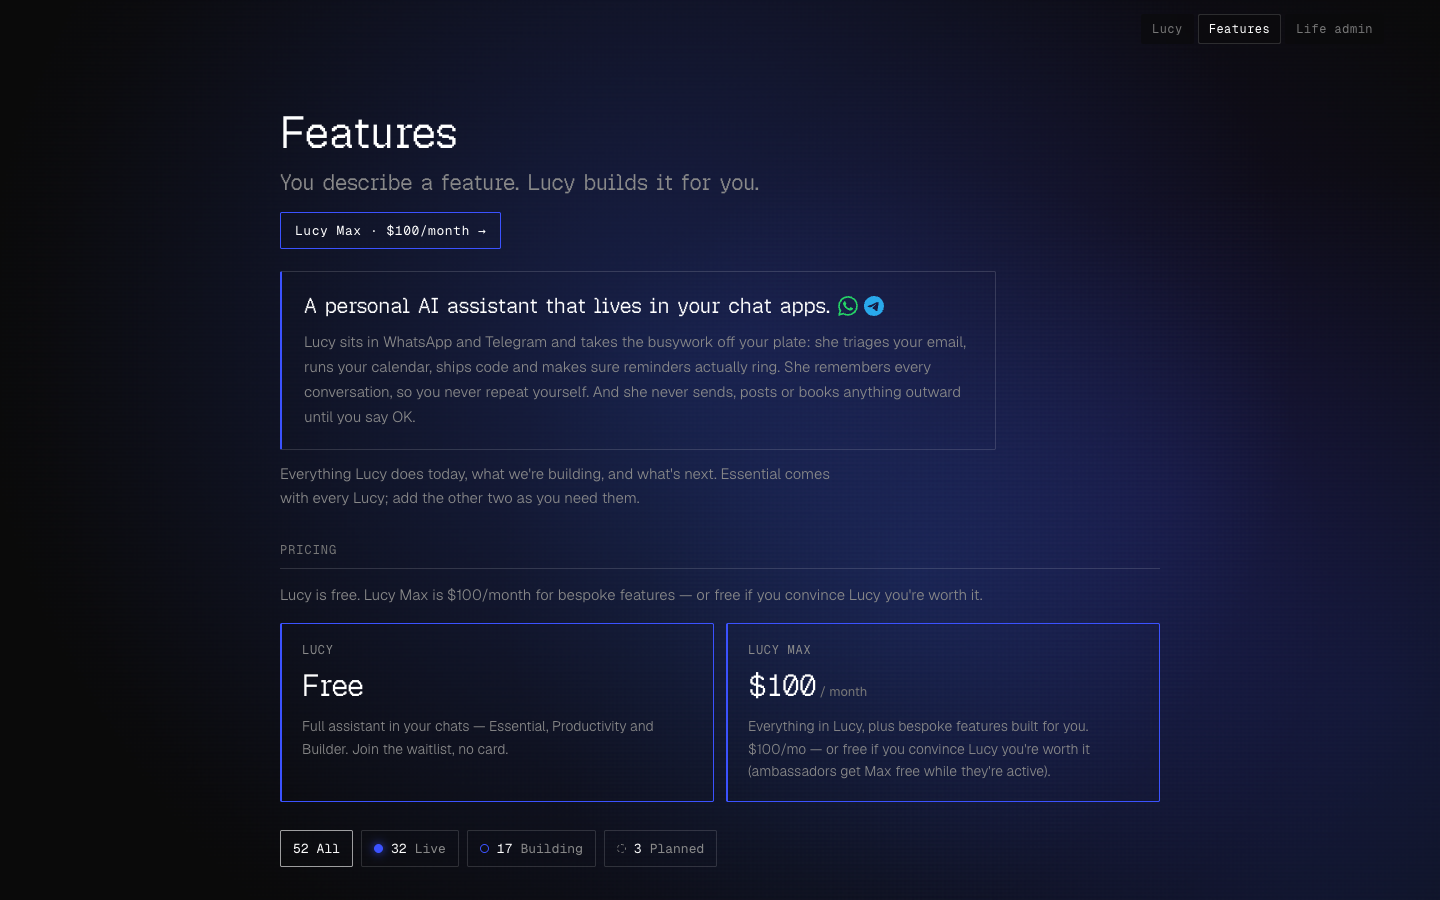 Lucy Features Life admin
Features
You describe a feature. Lucy builds it for you.
Lucy Max · $100/month →
A personal AI assistant that lives in your chat apps.
Lucy sits in WhatsApp and Telegram and takes the busywork off your plate: she triages your email,
runs your calendar, ships code and makes sure reminders actually ring. She remembers every
conversation, so you never repeat yourself. And she never sends, posts or books anything outward
until you say OK.
Everything Lucy does today, what we're building, and what's next. Essential comes
with every Lucy; add the other two as you need them.
PRICING
Lucy is free. Lucy Max is $100/month for bespoke features — or free if you convince Lucy you're worth it.
LUCY
Free
Full assistant in your chats — Essential, Productivity and
Builder. Join the waitlist, no card.
LUCY MAX
$100 / month
Everything in Lucy, plus bespoke features built for you.
$100/mo — or free if you convince Lucy you're worth it
(ambassadors get Max free while they're active).
52 All 32 Live 17 Building 3 Planned